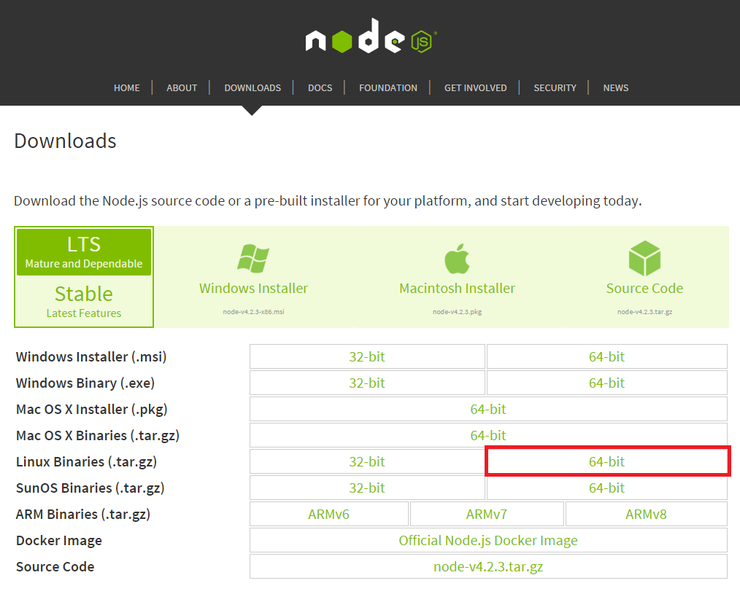 node JS
HOME ABOUT DOWNLOADS DOCS FOUNDATION GET INVOLVED SECURITY NEWS
Downloads
Download the Node.js source code or a pre-built installer for your platform, and start developing today.
LTS
Mature and Dependable
Stable
Latest Features
Windows Installer
node-v4.2.3-x86.msi
Macintosh Installer
node-v4.2.3.pkg
Source Code
node-v4.2.3.tar.gz
Windows Installer (.msi) 32-bit 64-bit
Windows Binary (.exe) 32-bit 64-bit
Mac OS X Installer (.pkg) 64-bit
Mac OS X Binaries (.tar.gz) 64-bit
Linux Binaries (.tar.gz) 32-bit 64-bit
SunOS Binaries (.tar.gz) 32-bit 64-bit
ARM Binaries (.tar.gz) ARMv6 ARMv7 ARMv8
Docker Image Official Node.js Docker Image
Source Code node-v4.2.3.tar.gz